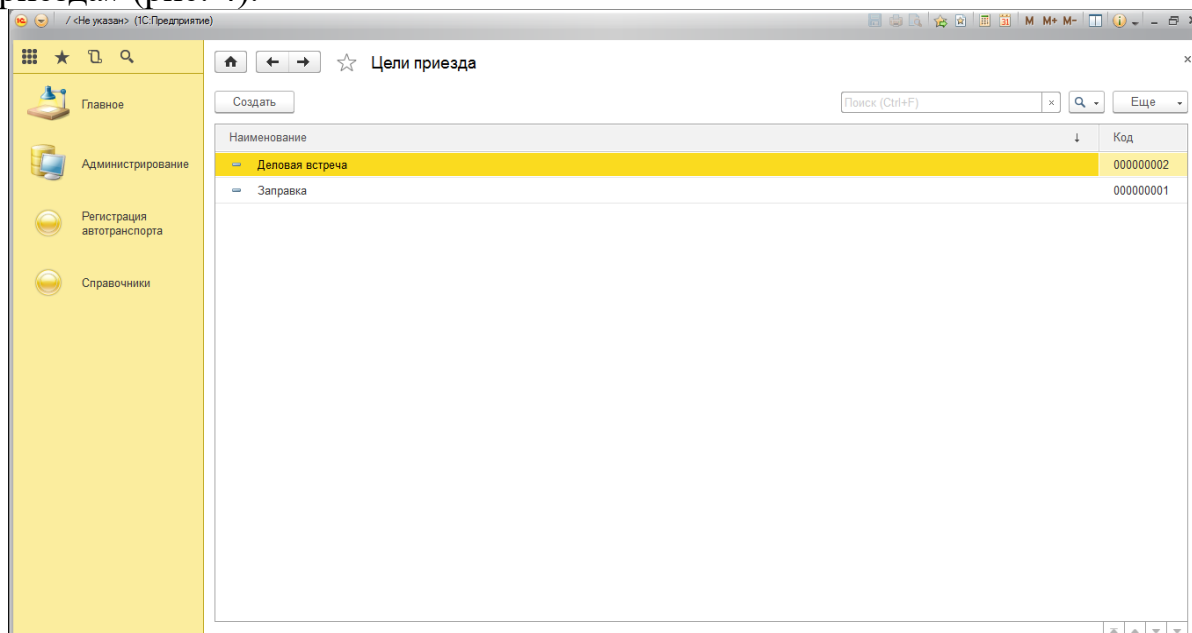 / <Не указан> (1С:Предприятие)
M M+ M-
Цели приезда
Главное
Создать
Поиск (Ctrl+F)
Еще
Наименование
Код
Администрирование
Деловая встреча
000000002
Заправка
000000001
Регистрация
автотранспорта
Справочники